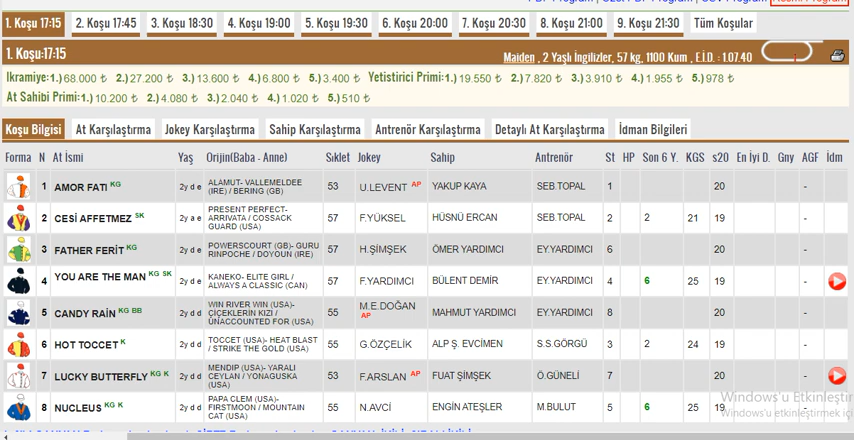 1. Koşu 17:15 2. Koşu 17:45 3. Koşu 18:30 4. Koşu 19:00 5. Koşu 19:30 6. Koşu 20:00 7. Koşu 20:30 8. Koşu 21:00 9. Koşu 21:30 Tüm Koşular
1. Koşu:17:15 Maiden , 2 Yaşlı İngilizler, 57 kg, 1100 Kum , E.İ.D. : 1.07.40
Ikramiye:1.) 68.000 ₺ 2.) 27.200 ₺ 3.) 13.600 ₺ 4.) 6.800 ₺ 5.) 3.400 ₺ Yetistirici Primi:1.) 19.550 ₺ 2.) 7.820 ₺ 3.) 3.910 ₺ 4.) 1.955 ₺ 5.) 978 ₺
At Sahibi Primi:1.) 10.200 ₺ 2.) 4.080 ₺ 3.) 2.040 ₺ 4.) 1.020 ₺ 5.) 510 ₺
Koşu Bilgisi At Karşılaştırma Jokey Karşılaştırma Sahip Karşılaştırma Antrenör Karşılaştırma Detaylı At Karşılaştırma İdman Bilgileri
Forma N At İsmi Yaş Orijin(Baba - Anne) Sıklet Jokey Sahip Antrenör St HP Son 6 Y. KGS s20 En İyi D. Gny AGF İdm
1 AMOR FATI KG 2y d e ALAMUT- VALLEMELDEE (IRE) / BERING (GB) 53 U.LEVENT AP YAKUP KAYA SEB.TOPAL 1 20 -
2 CESİ AFFETMEZ SK 2y a e PRESENT PERFECT- ARRIVATA / COSSACK GUARD (USA) 57 F.YÜKSEL HÜSNÜ ERCAN SEB.TOPAL 2 2 21 19 -
3 FATHER FERİT KG 2y d e POWERSCOURT (GB)- GURU RINPOCHE / DOYOUN (IRE) 57 H.ŞİMŞEK ÖMER YARDIMCI EY.YARDIMCI 6 20 -
4 YOU ARE THE MAN KG SK 2y d e KANEKO- ELITE GIRL / ALWAYS A CLASSIC (CAN) 57 F.YARDIMCI BÜLENT DEMİR EY.YARDIMCI 4 6 25 19 -
5 CANDY RAİN KG BB 2y d d WIN RIVER WIN (USA)- ÇİÇEKLERİN KIZI / UNACCOUNTED FOR (USA) 55 M.E.DOĞAN AP MAHMUT YARDIMCI EY.YARDIMCI 8 20 -
6 HOT TOCCET K 2y d d TOCCET (USA)- HEAT BLAST / STRIKE THE GOLD (USA) 55 G.ÖZÇELİK ALP Ş. EVCİMEN S.S.GÖRGÜ 3 2 24 19 -
7 LUCKY BUTTERFLY KG K 2y d d MENDIP (USA)- YARALI CEYLAN / YONAGUSKA (USA) 53 F.ARSLAN AP FUAT ŞİMŞEK Ö.GÜNELİ 7 20 -
8 NUCLEUS KG K 2y d d PAPA CLEM (USA)- FIRSTMOON / MOUNTAIN CAT (USA) 55 N.AVCİ ENGİN ATEŞLER M.BULUT 5 6 25 19 -
Windows'u Etkinleştir
Windows'u etkinleştirmek iç